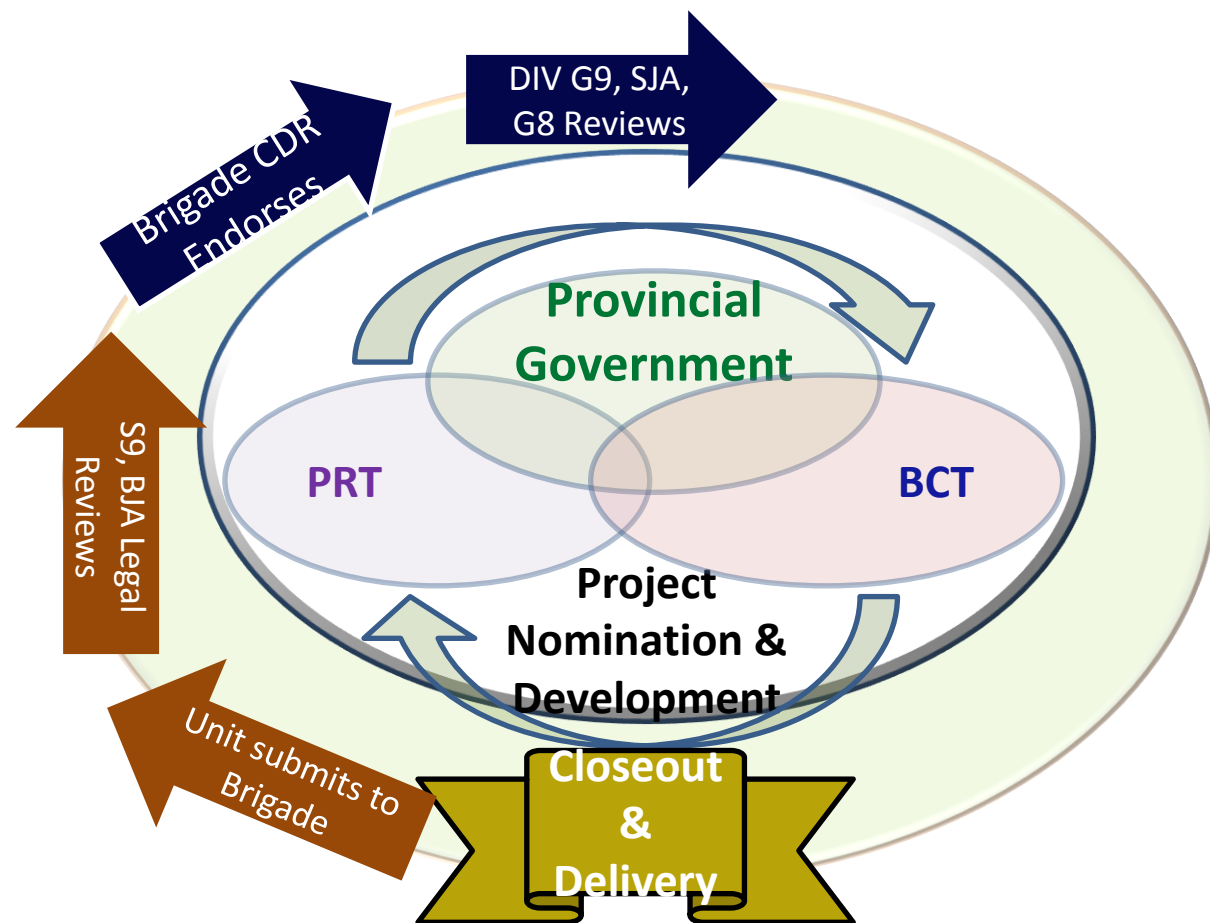 DIV G9, SJA,
G8 Reviews
Brigade CDR
Endorses
Provincial
Government
S9, BJA Legal
Reviews
PRT
BCT
Project
Nomination &
Development
Unit submits to
Brigade
Closeout
&
Delivery